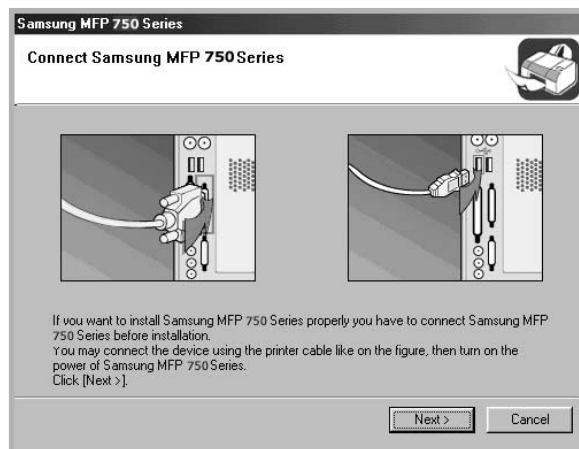 Samsung MFP 750 Series
Connect Samsung MFP 750 Series
If you want to install Samsung MFP 750 Series properly you have to connect Samsung MFP
750 Series before installation.
You may connect the device using the printer cable like on the figure, then turn on the
power of Samsung MFP 750 Series.
Click [Next >].
Next >
Cancel